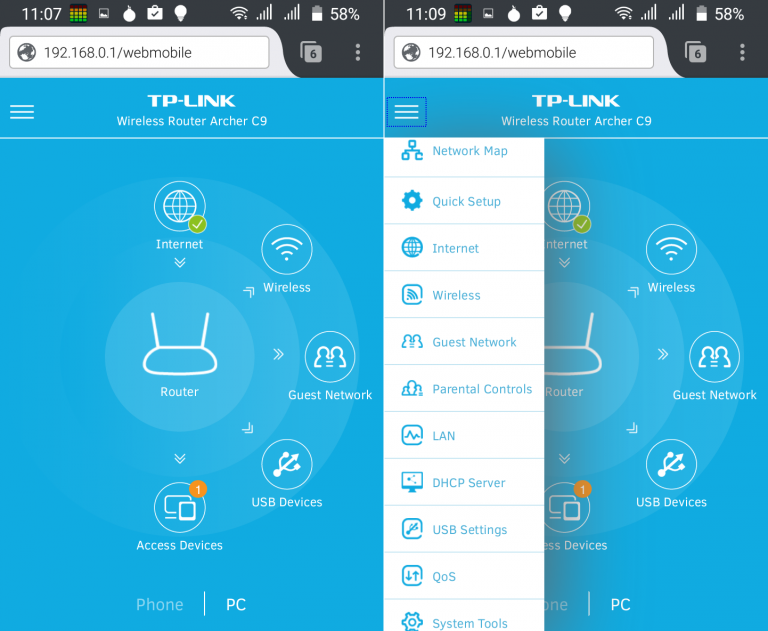 11:07
58%
192.168.0.1/webmobile
6
TP-LINK
Wireless Router Archer C9
Internet
Wireless
Router
Guest Network
USB Devices
1
Access Devices
Phone
PC
11:09
58%
192.168.0.1/webmobile
6
TP-LINK
Wireless Router Archer C9
Network Map
Quick Setup
Internet
Wireless
Guest Network
Parental Controls
LAN
DHCP Server
USB Settings
QoS
System Tools
nternet
Wireless
Router
Guest Network
USB Devices
1
ess Devices
one
PC